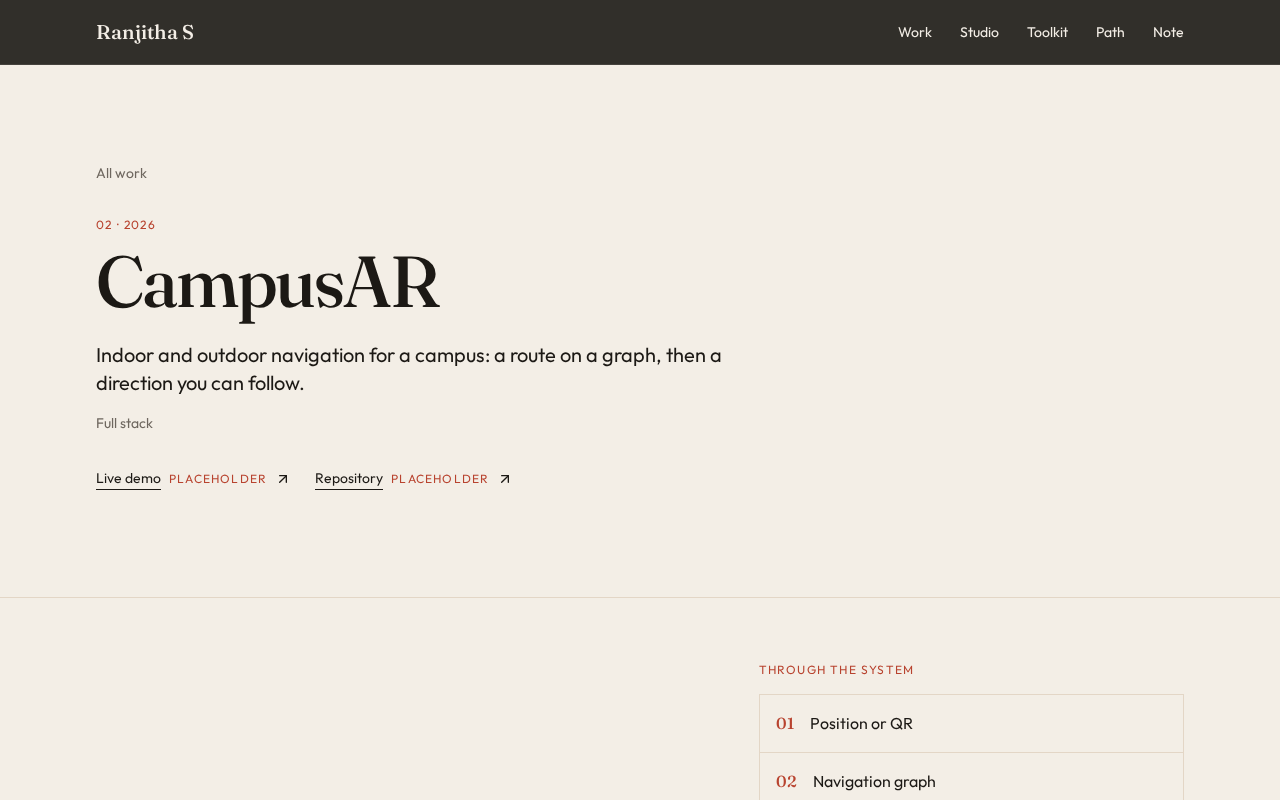 Ranjitha S
Work Studio Toolkit Path Note
All work
02 · 2026
CampusAR
Indoor and outdoor navigation for a campus: a route on a graph, then a
direction you can follow.
Full stack
Live demo PLACEHOLDER Repository PLACEHOLDER
THROUGH THE SYSTEM
01 Position or QR
02 Navigation graph